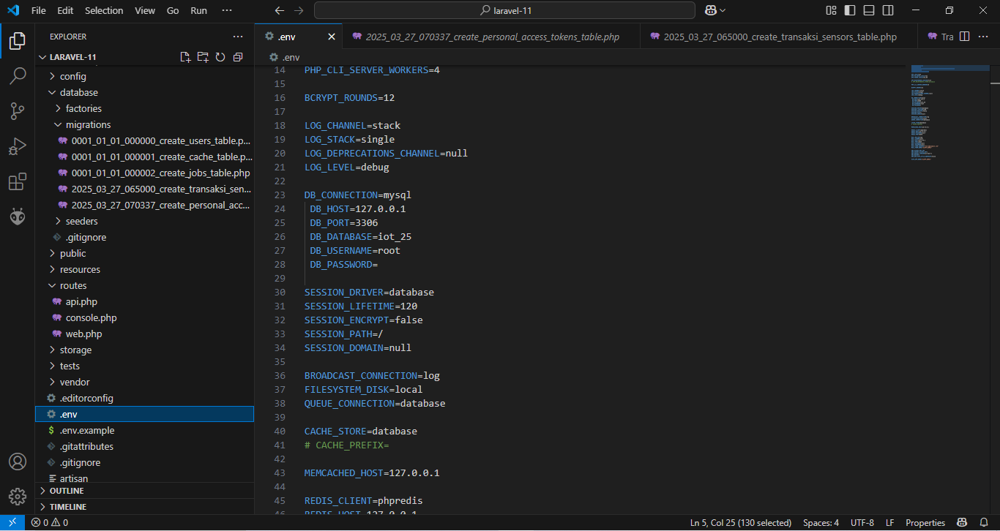 File Edit Selection View Go Run ···
laravel-11
EXPLORER
LARAVEL-11
config
database
factories
migrations
0001_01_01_000000_create_users_table.p...
0001_01_01_000001_create_cache_table.p...
0001_01_01_000002_create_jobs_table.php
2025_03_27_065000_create_transaksi_sen...
2025_03_27_070337_create_personal_acc...
seeders
.gitignore
public
resources
routes
api.php
console.php
web.php
storage
tests
vendor
.editorconfig
.env
.env.example
.gitattributes
.gitignore
artisan
OUTLINE
TIMELINE
.env
2025_03_27_070337_create_personal_access_tokens_table.php
2025_03_27_065000_create_transaksi_sensors_table.php
Tra
.env
14 PHP_CLI_SERVER_WORKERS=4
15
16 BCRYPT_ROUNDS=12
17
18 LOG_CHANNEL=stack
19 LOG_STACK=single
20 LOG_DEPRECATIONS_CHANNEL=null
21 LOG_LEVEL=debug
22
23 DB_CONNECTION=mysql
24 DB_HOST=127.0.0.1
25 DB_PORT=3306
26 DB_DATABASE=iot_25
27 DB_USERNAME=root
28 DB_PASSWORD=
29
30 SESSION_DRIVER=database
31 SESSION_LIFETIME=120
32 SESSION_ENCRYPT=false
33 SESSION_PATH=/
34 SESSION_DOMAIN=null
35
36 BROADCAST_CONNECTION=log
37 FILESYSTEM_DISK=local
38 QUEUE_CONNECTION=database
39
40 CACHE_STORE=database
41 # CACHE_PREFIX=
42
43 MEMCACHED_HOST=127.0.0.1
44
45 REDIS_CLIENT=phpredis
46 REDIS_HOST=127.0.0.1
0 0
Ln 5, Col 25 (130 selected) Spaces: 4 UTF-8 LF Properties